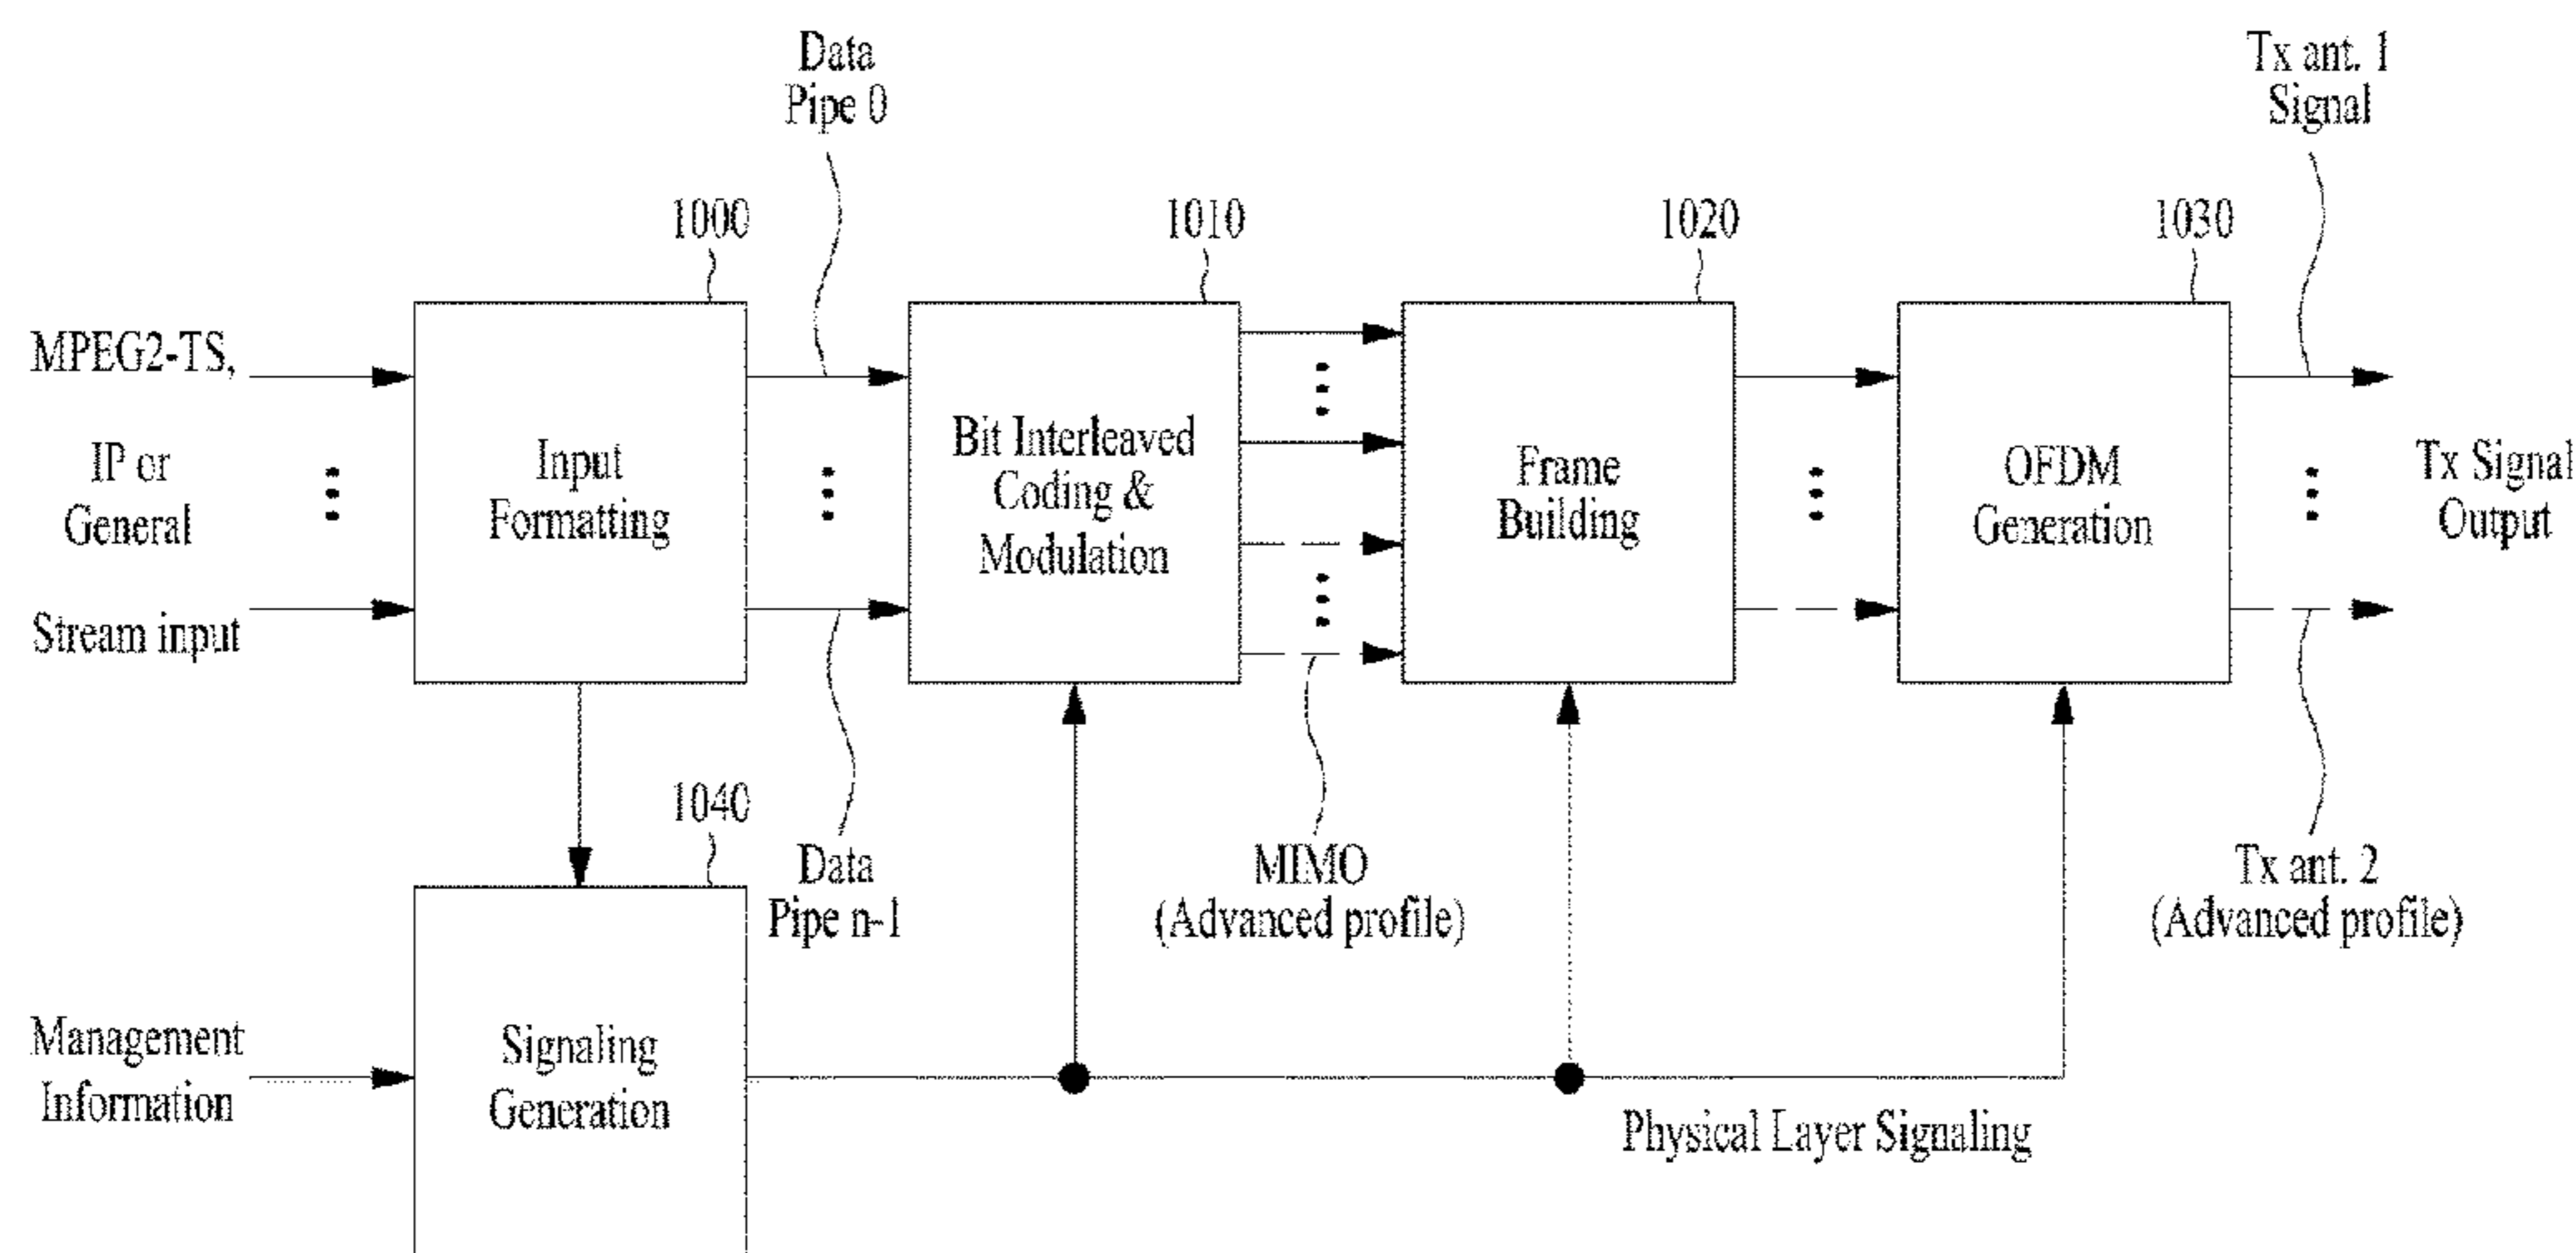 Data
Pipe 0
Tx ant. 1
Signal
1000
1010
1020
1030
MPEG2-TS,
IP or
General
Stream input
Input
Formatting
Bit Interleaved
Coding &
Modulation
Frame
Building
OFDM
Generation
Tx Signal
Output
1040
Data
Pipe n-1
MIMO
(Advanced profile)
Tx ant. 2
(Advanced profile)
Management
Information
Signaling
Generation
Physical Layer Signaling